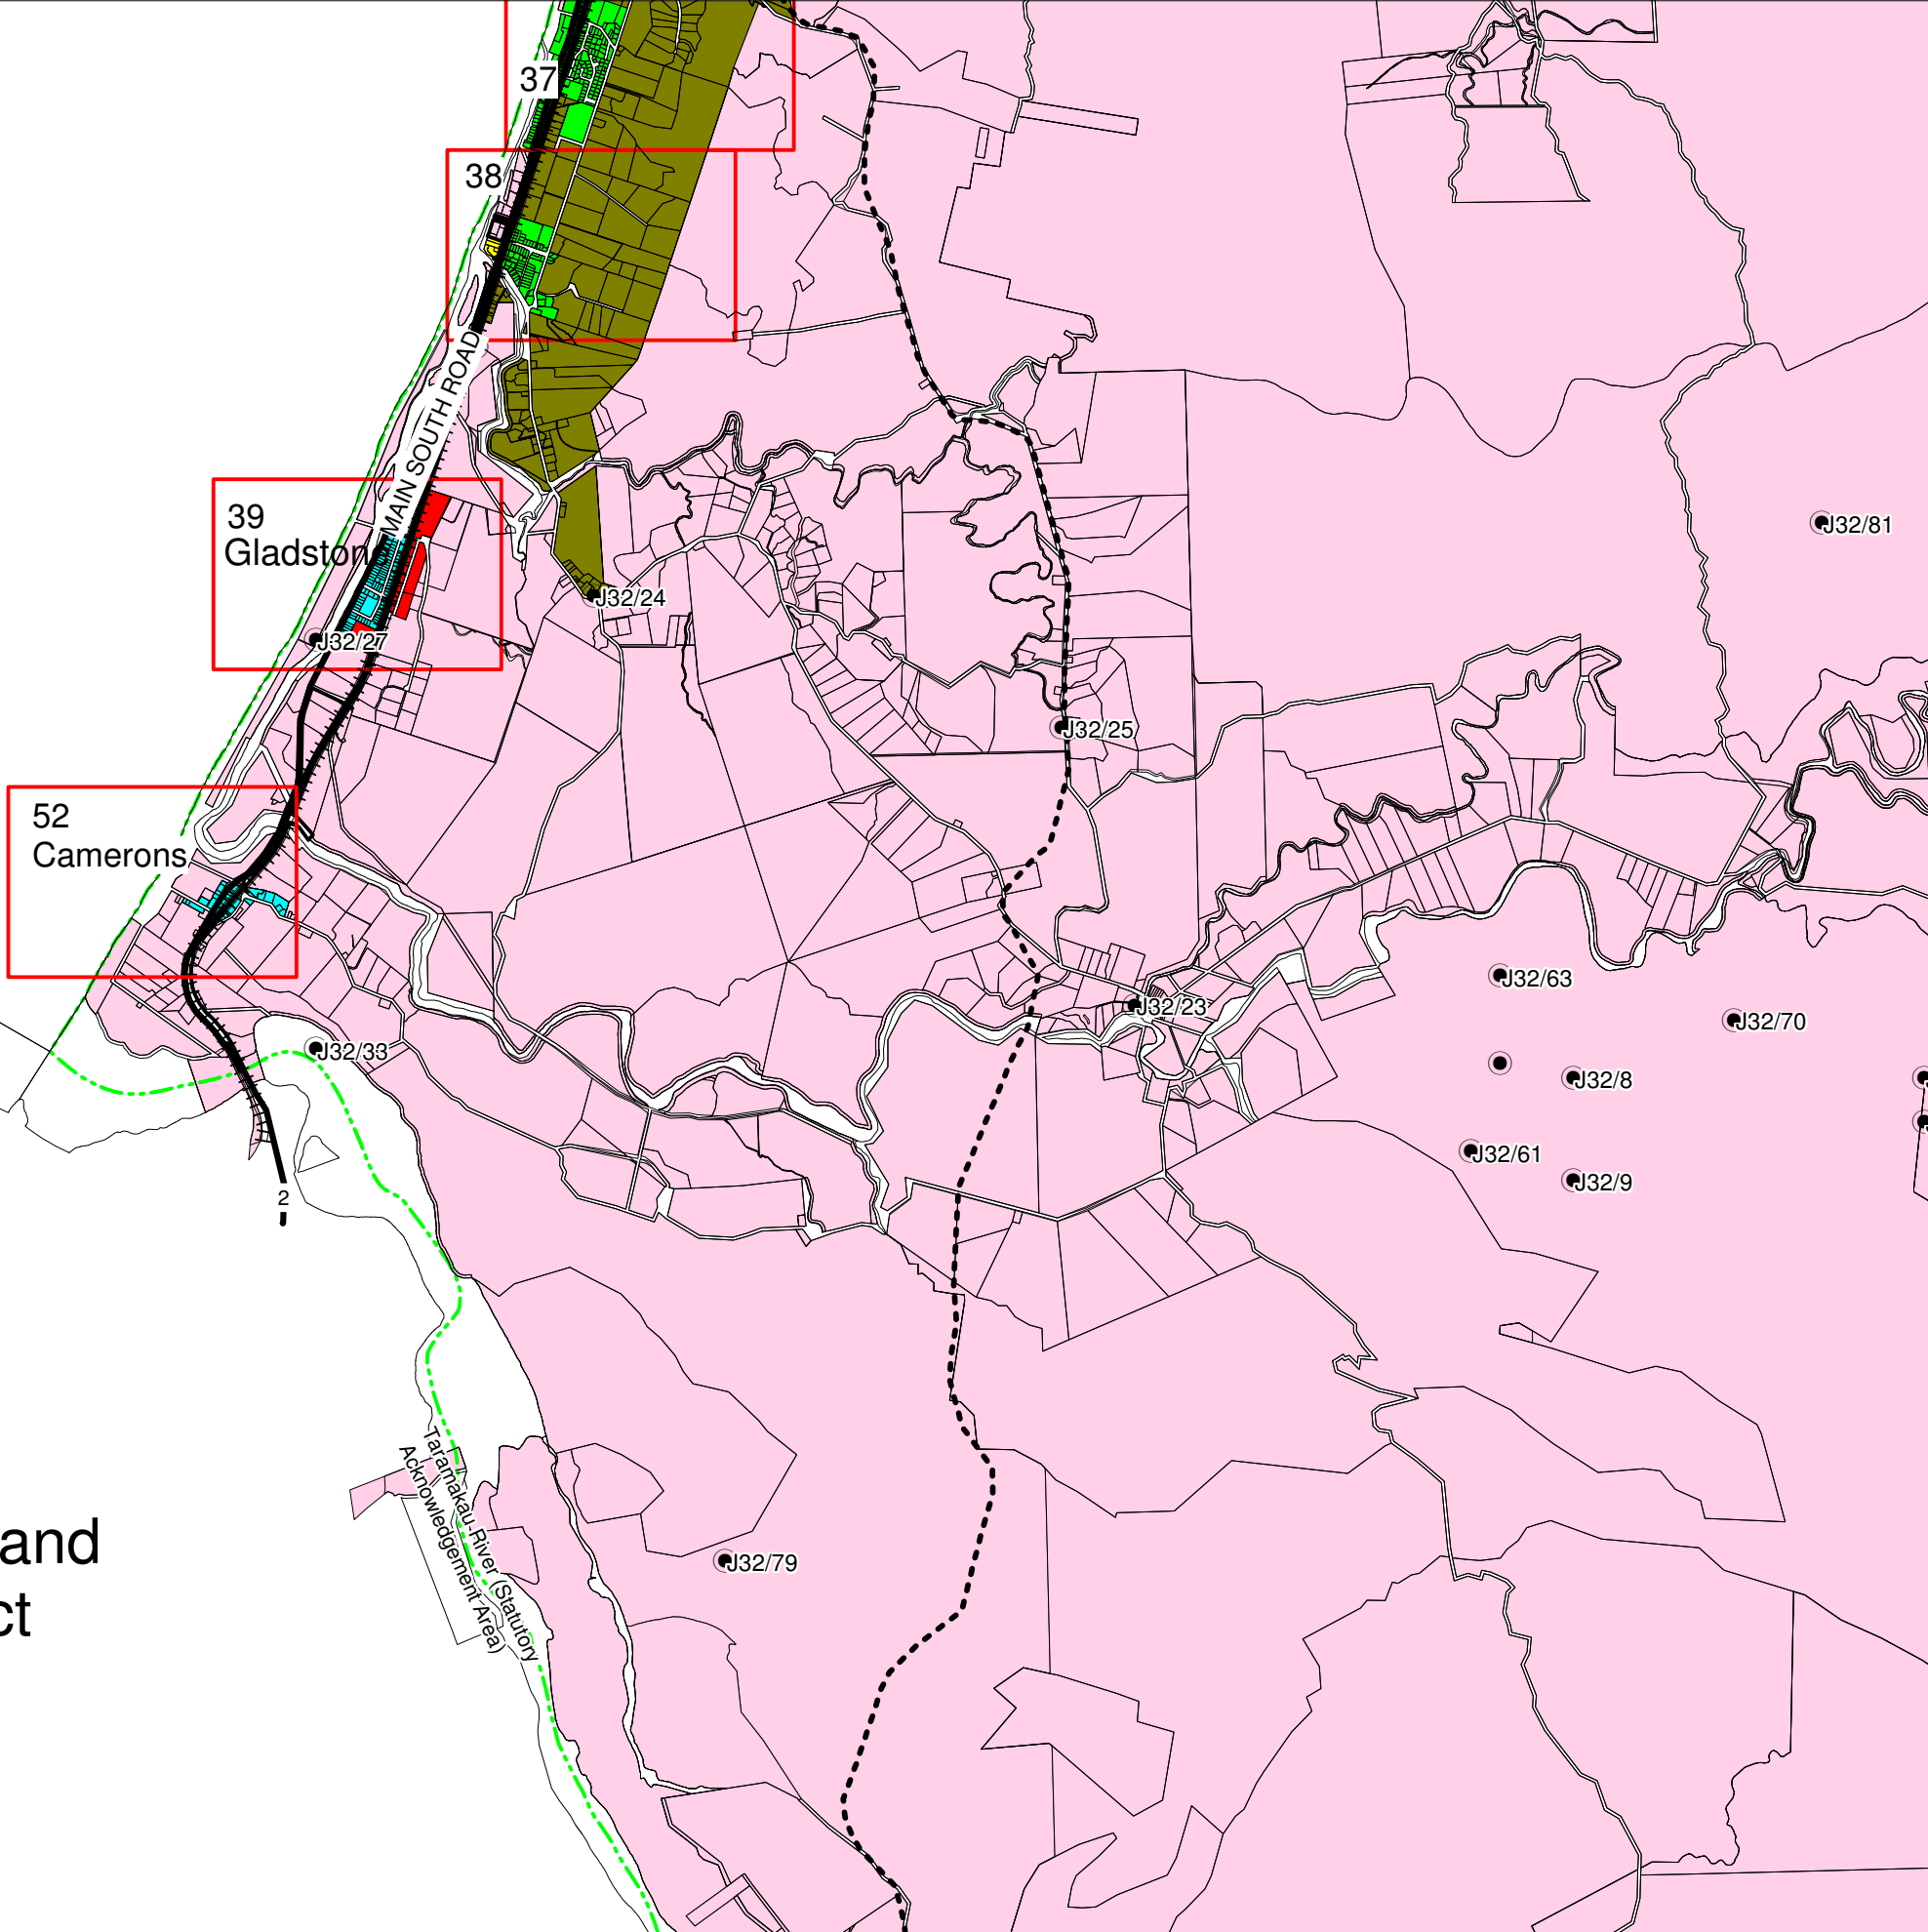 37
38
MAIN SOUTH ROAD
39
Gladstone
J32/81
J32/24
J32/27
J32/25
52
Camerons
J32/63
J32/23
J32/70
J32/33
J32/8
J32/61
J32/9
2
Taramakau-River (Statutory
Acknowledgement Area)
and
J32/79
ct